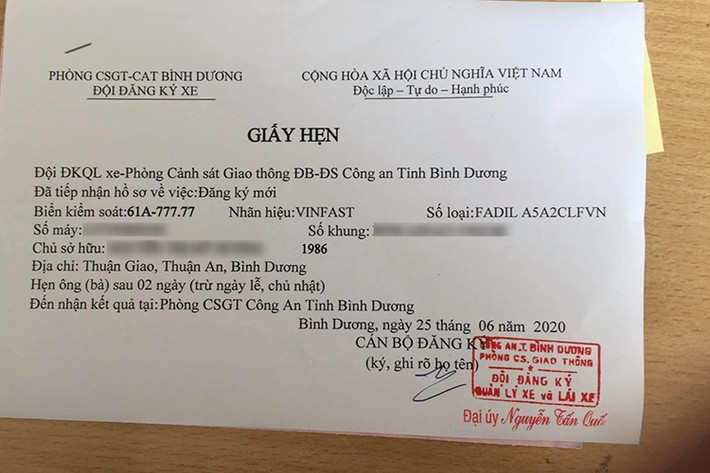 PHÒNG CSGT-CAT BÌNH DƯƠNG
ĐỘI ĐĂNG KÝ XE
CỘNG HÒA XÃ HỘI CHỦ NGHĨA VIỆT NAM
Độc lập – Tự do – Hạnh phúc
GIẤY HẸN
Đội ĐKQL xe-Phòng Cảnh sát Giao thông ĐB-ĐS Công an Tỉnh Bình Dương
Đã tiếp nhận hồ sơ về việc:Đăng ký mới
Biển kiểm soát:61A-777.77 Nhãn hiệu:VINFAST Số loại:FADIL A5A2CLFVN
Số máy: Số khung:
Chủ sở hữu: 1986
Địa chỉ: Thuận Giao, Thuận An, Bình Dương
Hẹn ông (bà) sau 02 ngày (trừ ngày lễ, chủ nhật)
Đến nhận kết quả tại:Phòng CSGT Công An Tỉnh Bình Dương
Bình Dương, ngày 25 tháng 06 năm 2020
CÁN BỘ ĐĂNG KÝ
(ký, ghi rõ họ tên)
CÔNG AN.T. BÌNH DƯƠNG
PHÒNG CS. GIAO THÔNG
ĐỘI ĐĂNG KÝ
QUẢN LÝ XE và LÁI XE
Đại úy Nguyễn Tấn Quố